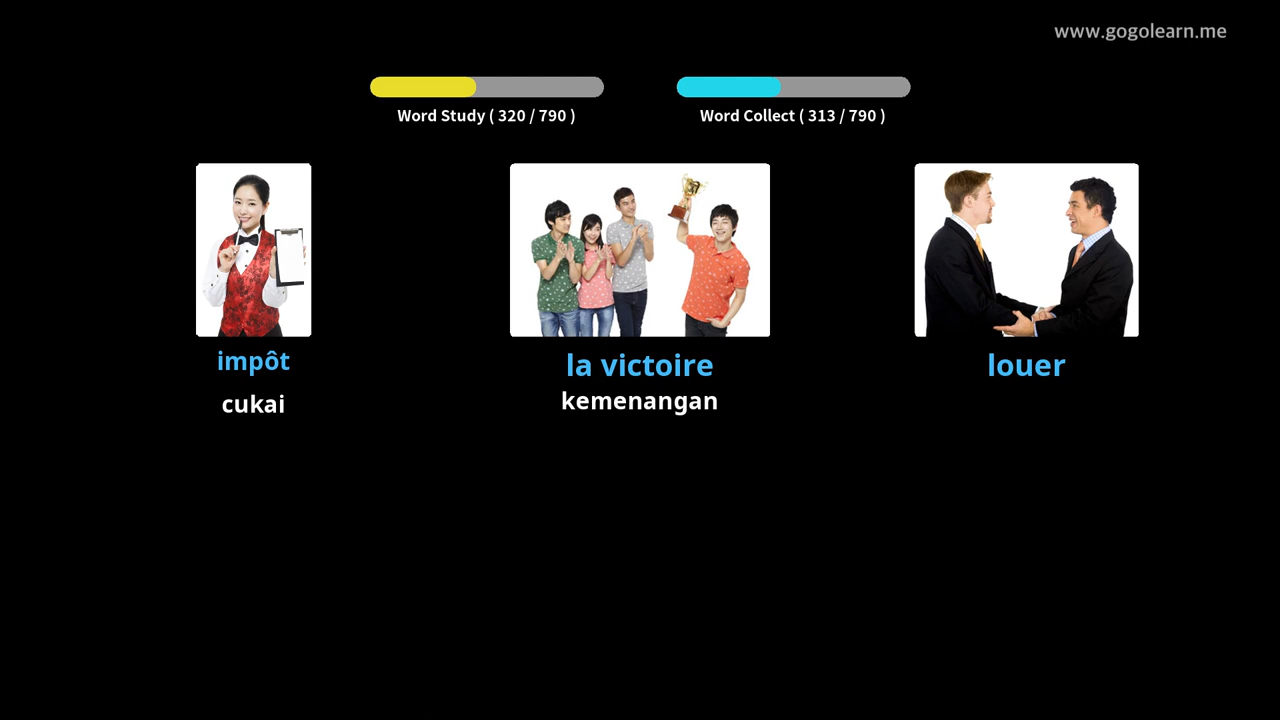 www.gogolearn.me
Word Study ( 320 / 790 )
Word Collect ( 313 / 790 )
impôt
cukai
la victoire
kemenangan
louer